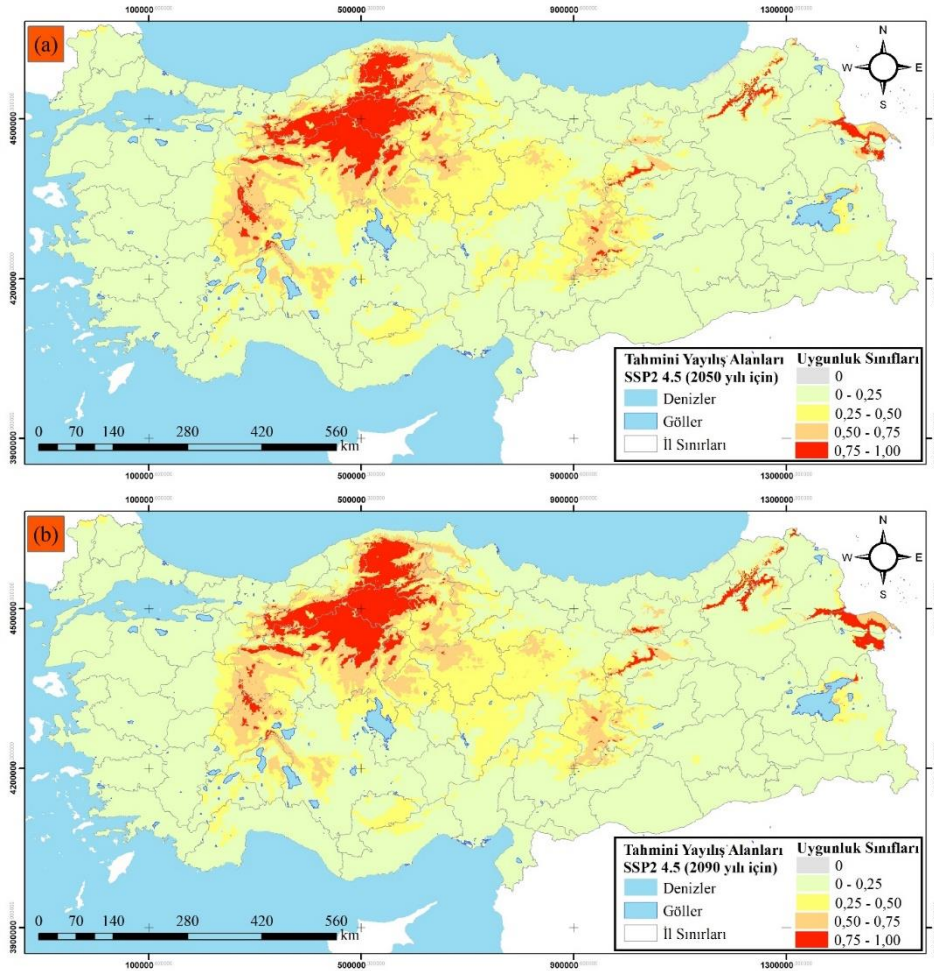 100000 500000 900000 1300000
(a)
N
W E
S
4500000
4200000
3900000
Tahmini Yayılış Alanları
SSP2 4.5 (2050 yılı için)
Denizler
Göller
İl Sınırları
Uygunluk Sınıfları
0
0 - 0,25
0,25 - 0,50
0,50 - 0,75
0,75 - 1,00
0 70 140 280 420 560
km
100000 500000 900000 1300000
100000 500000 900000 1300000
(b)
N
W E
S
4500000
4200000
3900000
Tahmini Yayılış Alanları
SSP2 4.5 (2090 yılı için)
Denizler
Göller
İl Sınırları
Uygunluk Sınıfları
0
0 - 0,25
0,25 - 0,50
0,50 - 0,75
0,75 - 1,00
0 70 140 280 420 560
km
100000 500000 900000 1300000